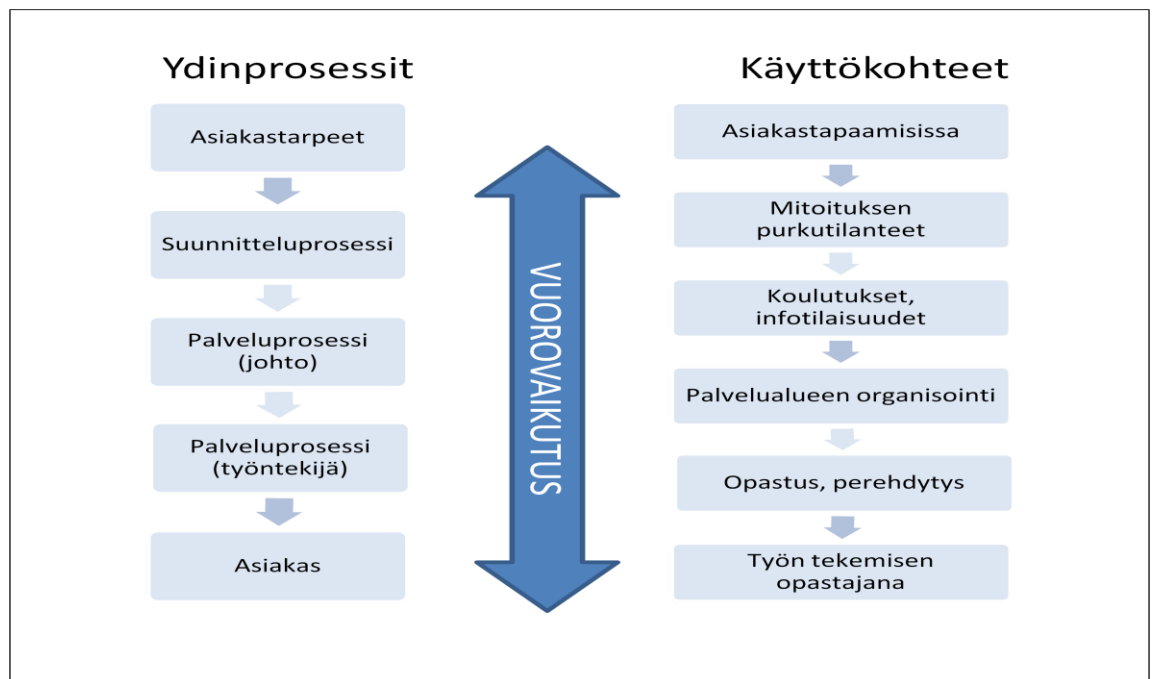 Ydinprosessit
Asiakastarpeet
Suunnitteluprosessi
Palveluprosessi
(johto)
Palveluprosessi
(työntekijä)
Asiakas
VUOROVAIKUTUS
Käyttökohteet
Asiakastapaamisissa
Mitoituksen
purkutilanteet
Koulutukset,
infotilaisuudet
Palvelualueen organisointi
Opastus, perehdytys
Työn tekemisen
opastajana